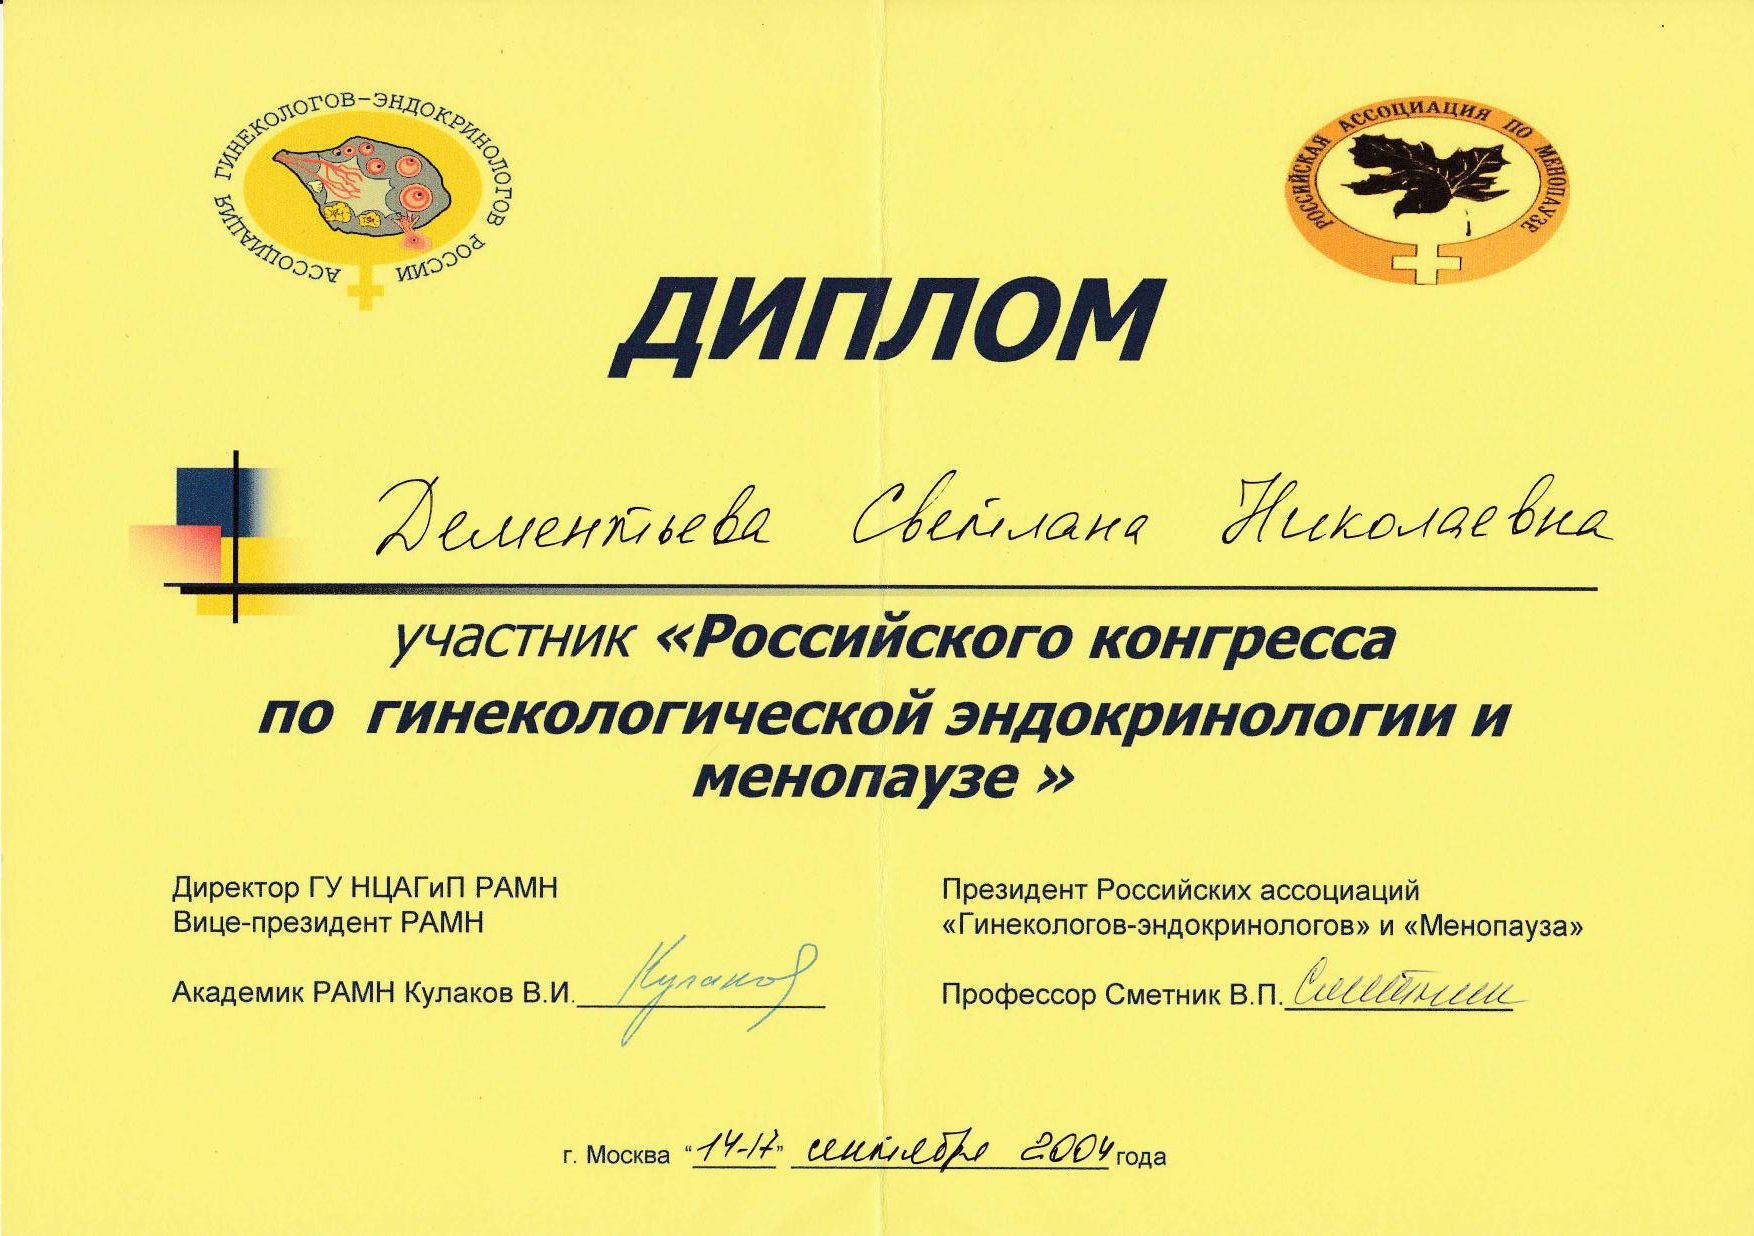 АССОЦИАЦИЯ ГИНЕКОЛОГОВ-ЭНДОКРИНОЛОГОВ РОССИИ
РОССИЙСКАЯ АССОЦИАЦИЯ ПО МЕНОПАУЗЕ
ДИПЛОМ
Дементьева Светлана Николаевна
участник «Российского конгресса
по гинекологической эндокринологии и
менопаузе »
Директор ГУ НЦАГиП РАМН
Вице-президент РАМН
Академик РАМН Кулаков В.И. Кулаков
Президент Российских ассоциаций
«Гинекологов-эндокринологов» и «Менопауза»
Профессор Сметник В.П. Сметник
г. Москва "14-17" сентября 2004 года